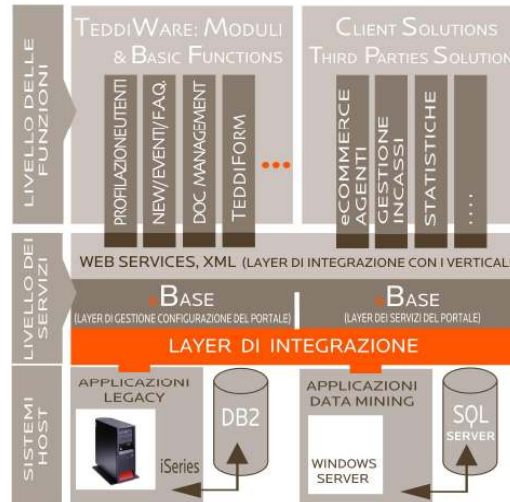 TEDDIWARE: MODULI
& BASIC FUNCTIONS
CLIENT SOLUTIONS
THIRD PARTIES SOLUTION
LIVELLO DELLE
FUNZIONI
PROFILAZIONEUTENTI
NEW/EVENTI/F.A.Q.
DOC MANAGEMENT
TEDDIFORM
eCOMMERCE
AGENTI
GESTIONE
INCASSI
STATISTICHE
....
LIVELLO DEI
SERVIZI
WEB SERVICES, XML (LAYER DI INTEGRAZIONE CON I VERTICALI
eBASE
(LAYER DI GESTIONE CONFIGURAZIONE DEL PORTALE)
eBASE
(LAYER DEI SERVIZI DEL PORTALE)
LAYER DI INTEGRAZIONE
SISTEMI
HOST
APPLICAZIONI
LEGACY
DB2
iSeries
APPLICAZIONI
DATA MINING
SQL
SERVER
WINDOWS
SERVER